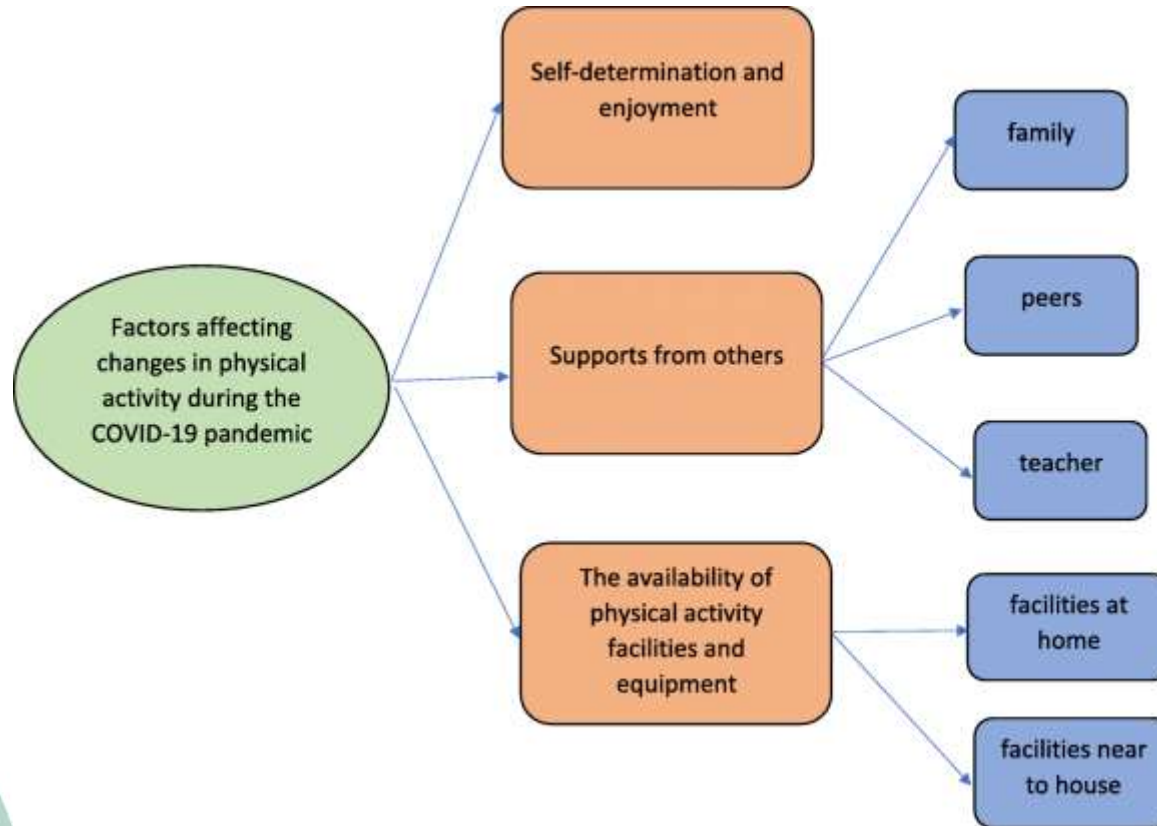 Self-determination and
enjoyment
family
peers
Factors affecting
changes in physical
activity during the
COVID-19 pandemic
Supports from others
teacher
The availability of
physical activity
facilities and
equipment
facilities at
home
facilities near
to house